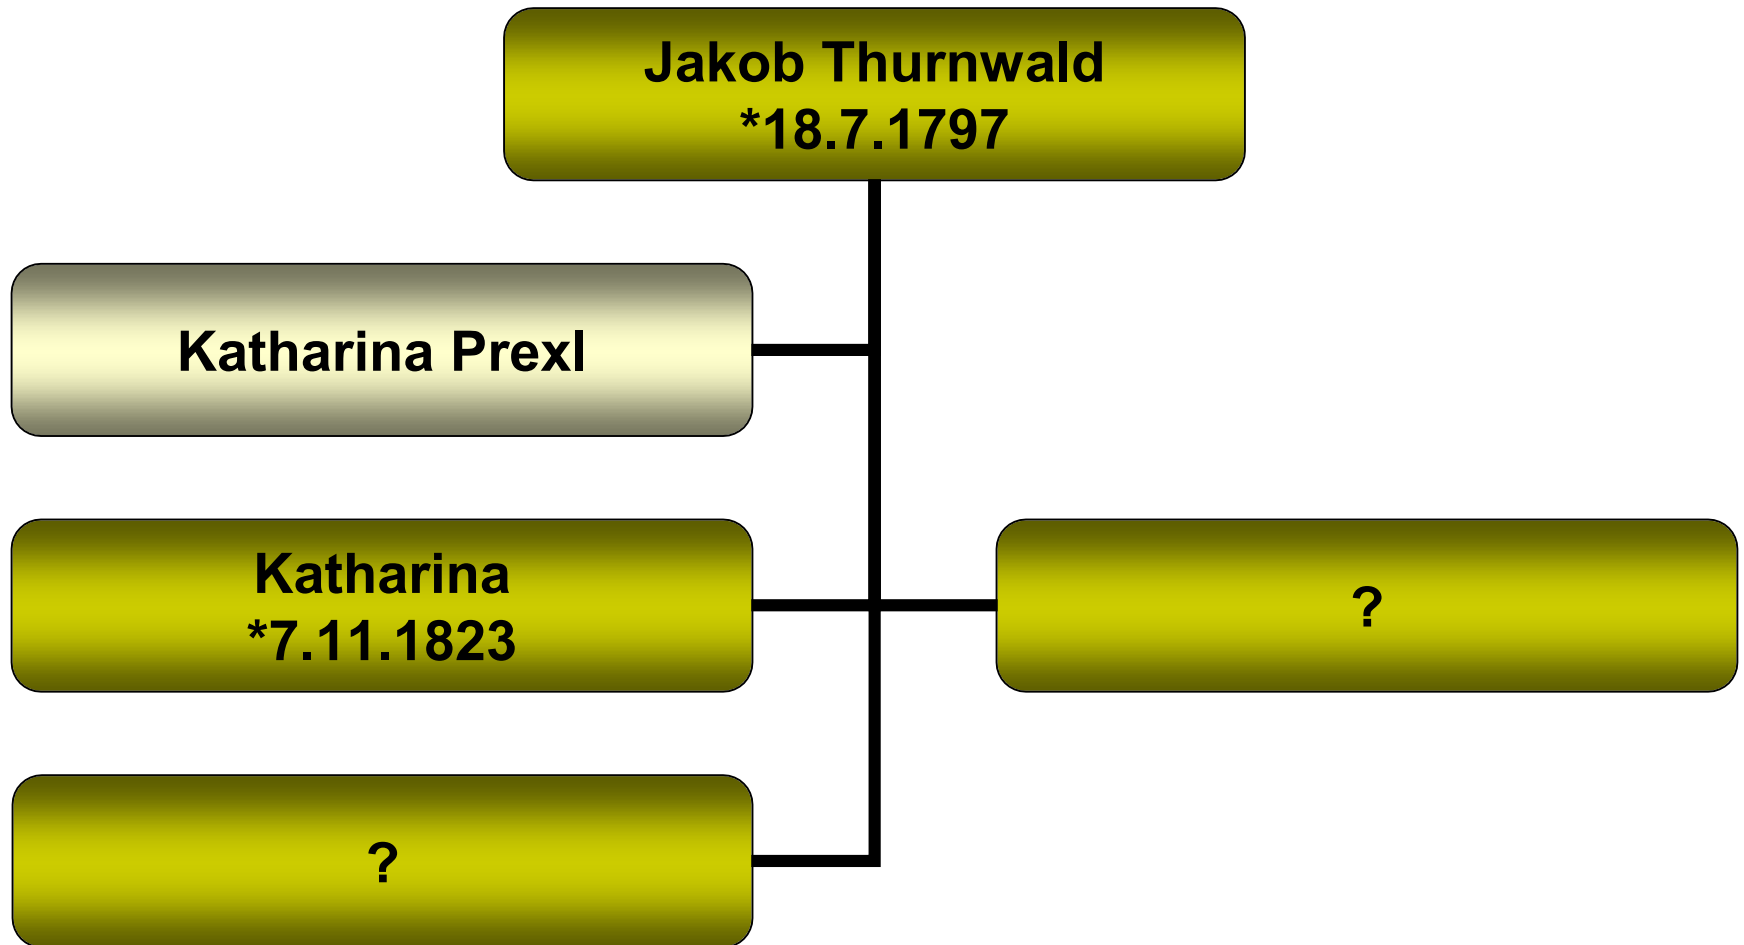 Jakob Thurnwald
*18.7.1797
Katharina Prexl
Katharina
*7.11.1823
?
?